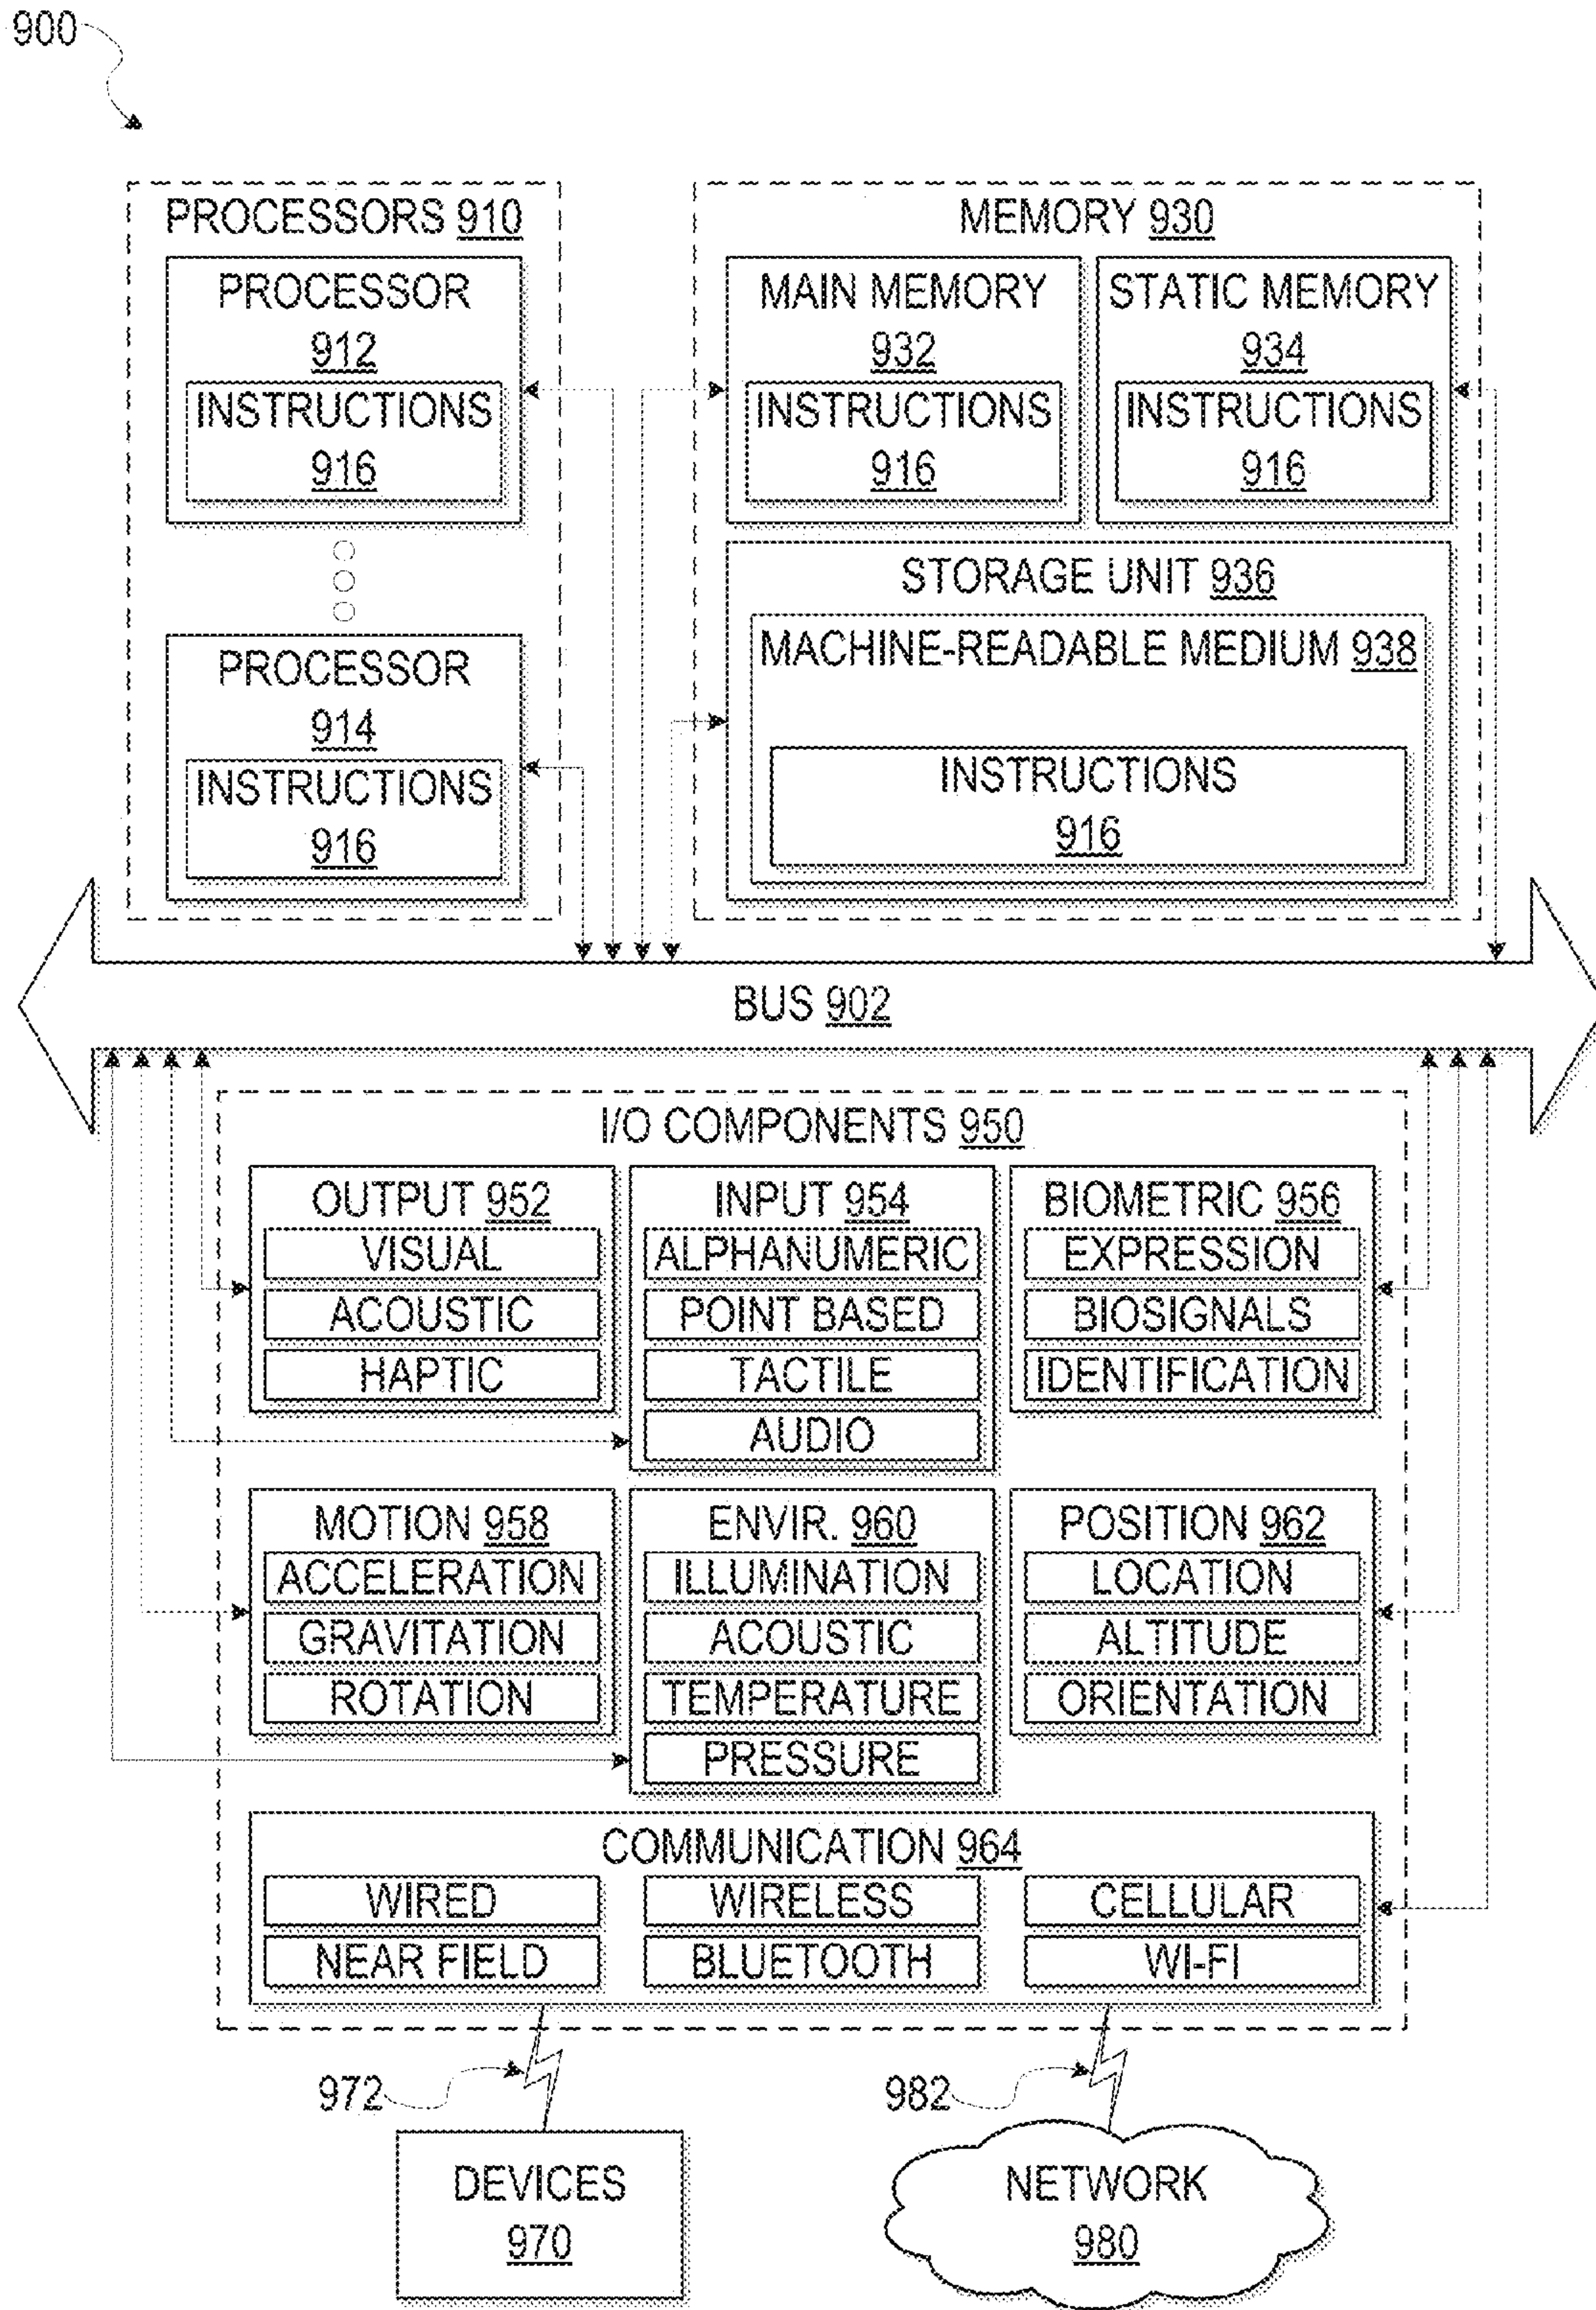 900
PROCESSORS 910
PROCESSOR
912
INSTRUCTIONS
916
PROCESSOR
914
INSTRUCTIONS
916
MEMORY 930
MAIN MEMORY
932
INSTRUCTIONS
916
STATIC MEMORY
934
INSTRUCTIONS
916
STORAGE UNIT 936
MACHINE-READABLE MEDIUM 938
INSTRUCTIONS
916
BUS 902
I/O COMPONENTS 950
OUTPUT 952
VISUAL
ACOUSTIC
HAPTIC
INPUT 954
ALPHANUMERIC
POINT BASED
TACTILE
AUDIO
BIOMETRIC 956
EXPRESSION
BIOSIGNALS
IDENTIFICATION
MOTION 958
ACCELERATION
GRAVITATION
ROTATION
ENVIR. 960
ILLUMINATION
ACOUSTIC
TEMPERATURE
PRESSURE
POSITION 962
LOCATION
ALTITUDE
ORIENTATION
COMMUNICATION 964
WIRED
WIRELESS
CELLULAR
NEAR FIELD
BLUETOOTH
WI-FI
972
982
DEVICES
970
NETWORK
980